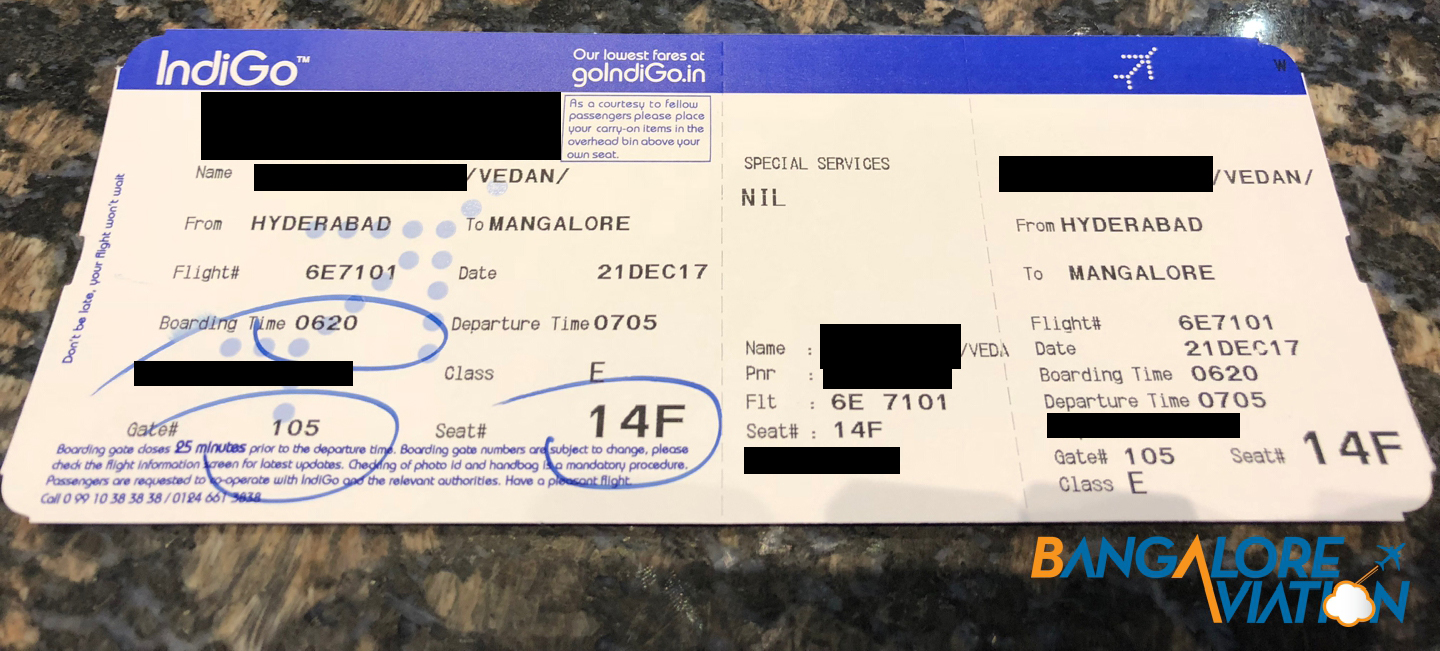 IndiGo™
Our lowest fares at
goIndiGo.in
W
As a courtesy to fellow
passengers please place
your carry-on items in the
overhead bin above your
own seat.
Don't be late, your flight won't wait
Name /VEDAN/
From HYDERABAD To MANGALORE
Flight# 6E7101 Date 21DEC17
Boarding Time 0620 Departure Time 0705
Class E
Gate# 105 Seat# 14F
Boarding gate closes 25 minutes prior to the departure time. Boarding gate numbers are subject to change, please
check the flight information screen for latest updates. Checking of photo id and handbag is a mandatory procedure.
Passengers are requested to co-operate with IndiGo and the relevant authorities. Have a pleasant flight.
Call 0 99 10 38 38 38 / 0124 661 3838
SPECIAL SERVICES
NIL
Name : /VEDA
Pnr :
Flt : 6E 7101
Seat# : 14F
/VEDAN/
From HYDERABAD
To MANGALORE
Flight# 6E7101
Date 21DEC17
Boarding Time 0620
Departure Time 0705
Gate# 105 Seat# 14F
Class E
BANGALORE
AVIATION